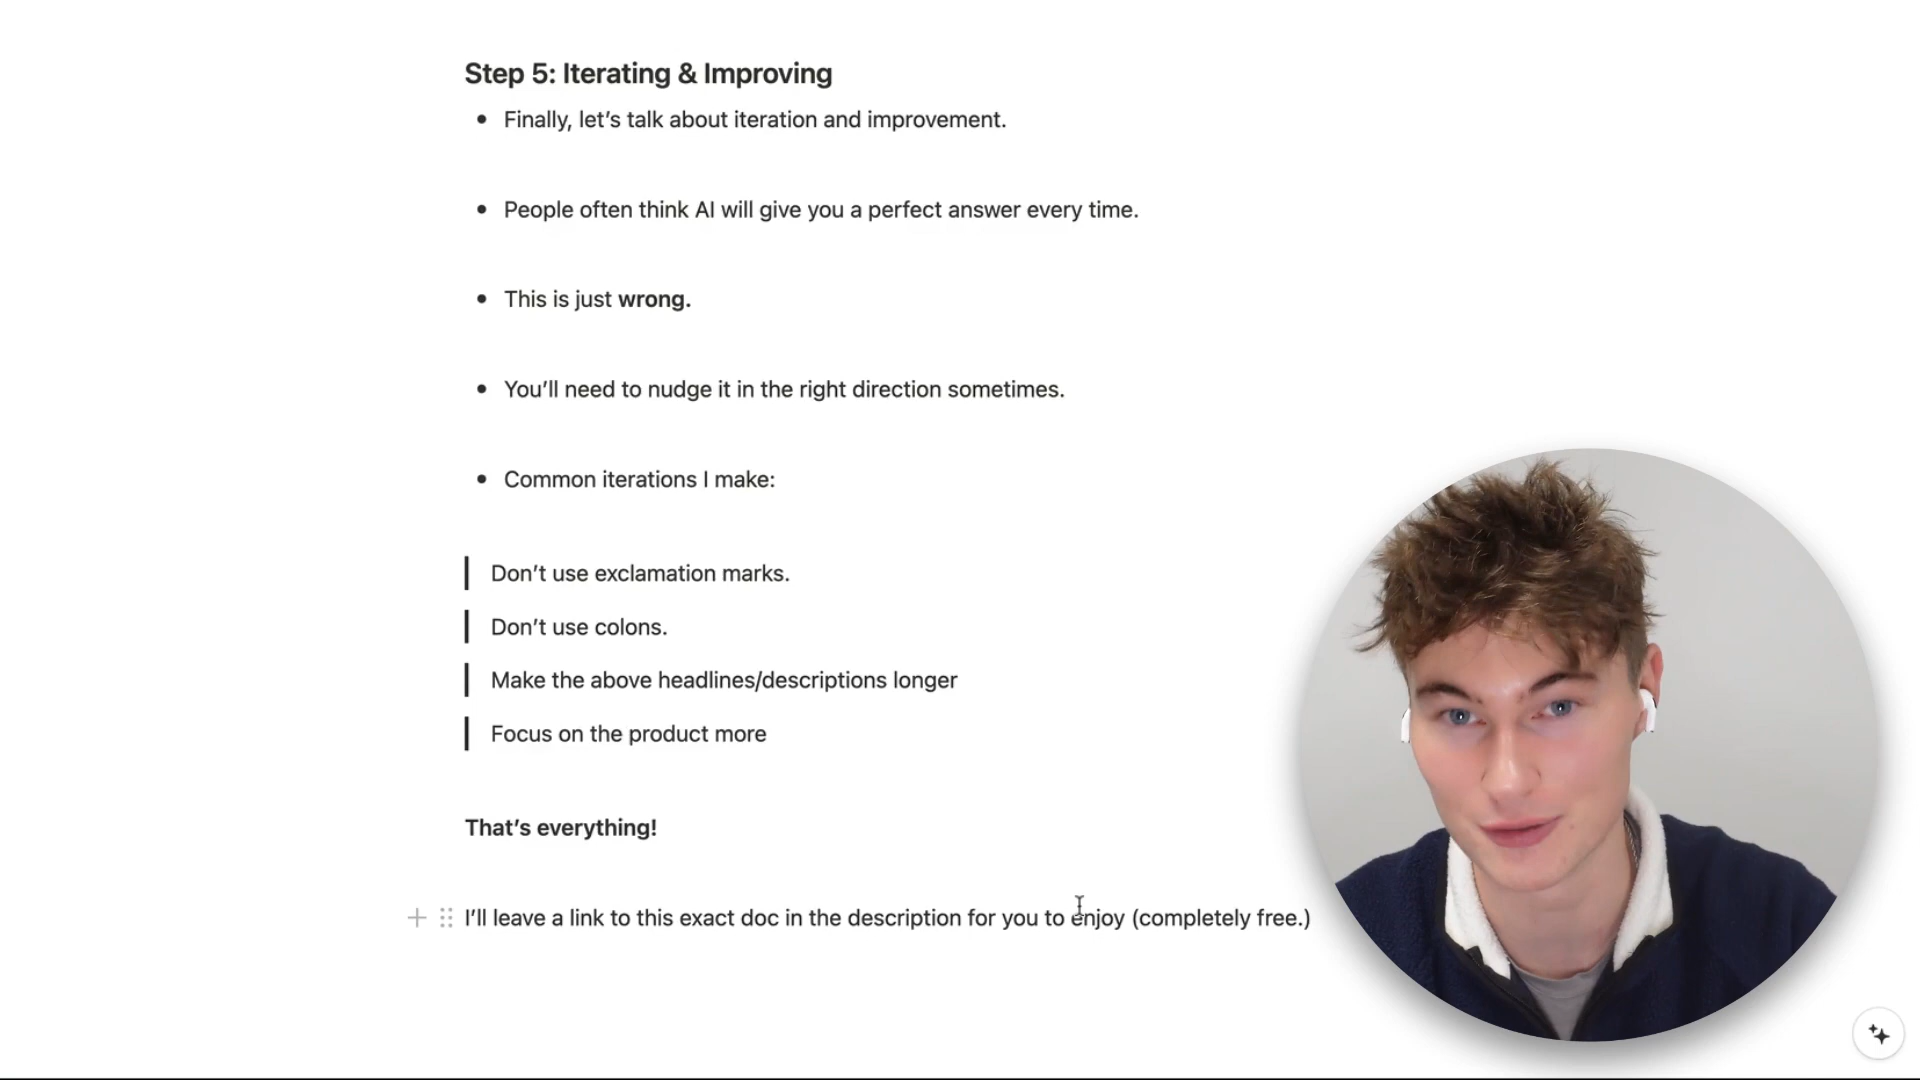 Step 5: Iterating & Improving
• Finally, let’s talk about iteration and improvement.
• People often think AI will give you a perfect answer every time.
• This is just wrong.
• You’ll need to nudge it in the right direction sometimes.
• Common iterations I make:
Don’t use exclamation marks.
Don’t use colons.
Make the above headlines/descriptions longer
Focus on the product more
That’s everything!
I’ll leave a link to this exact doc in the description for you to enjoy (completely free.)